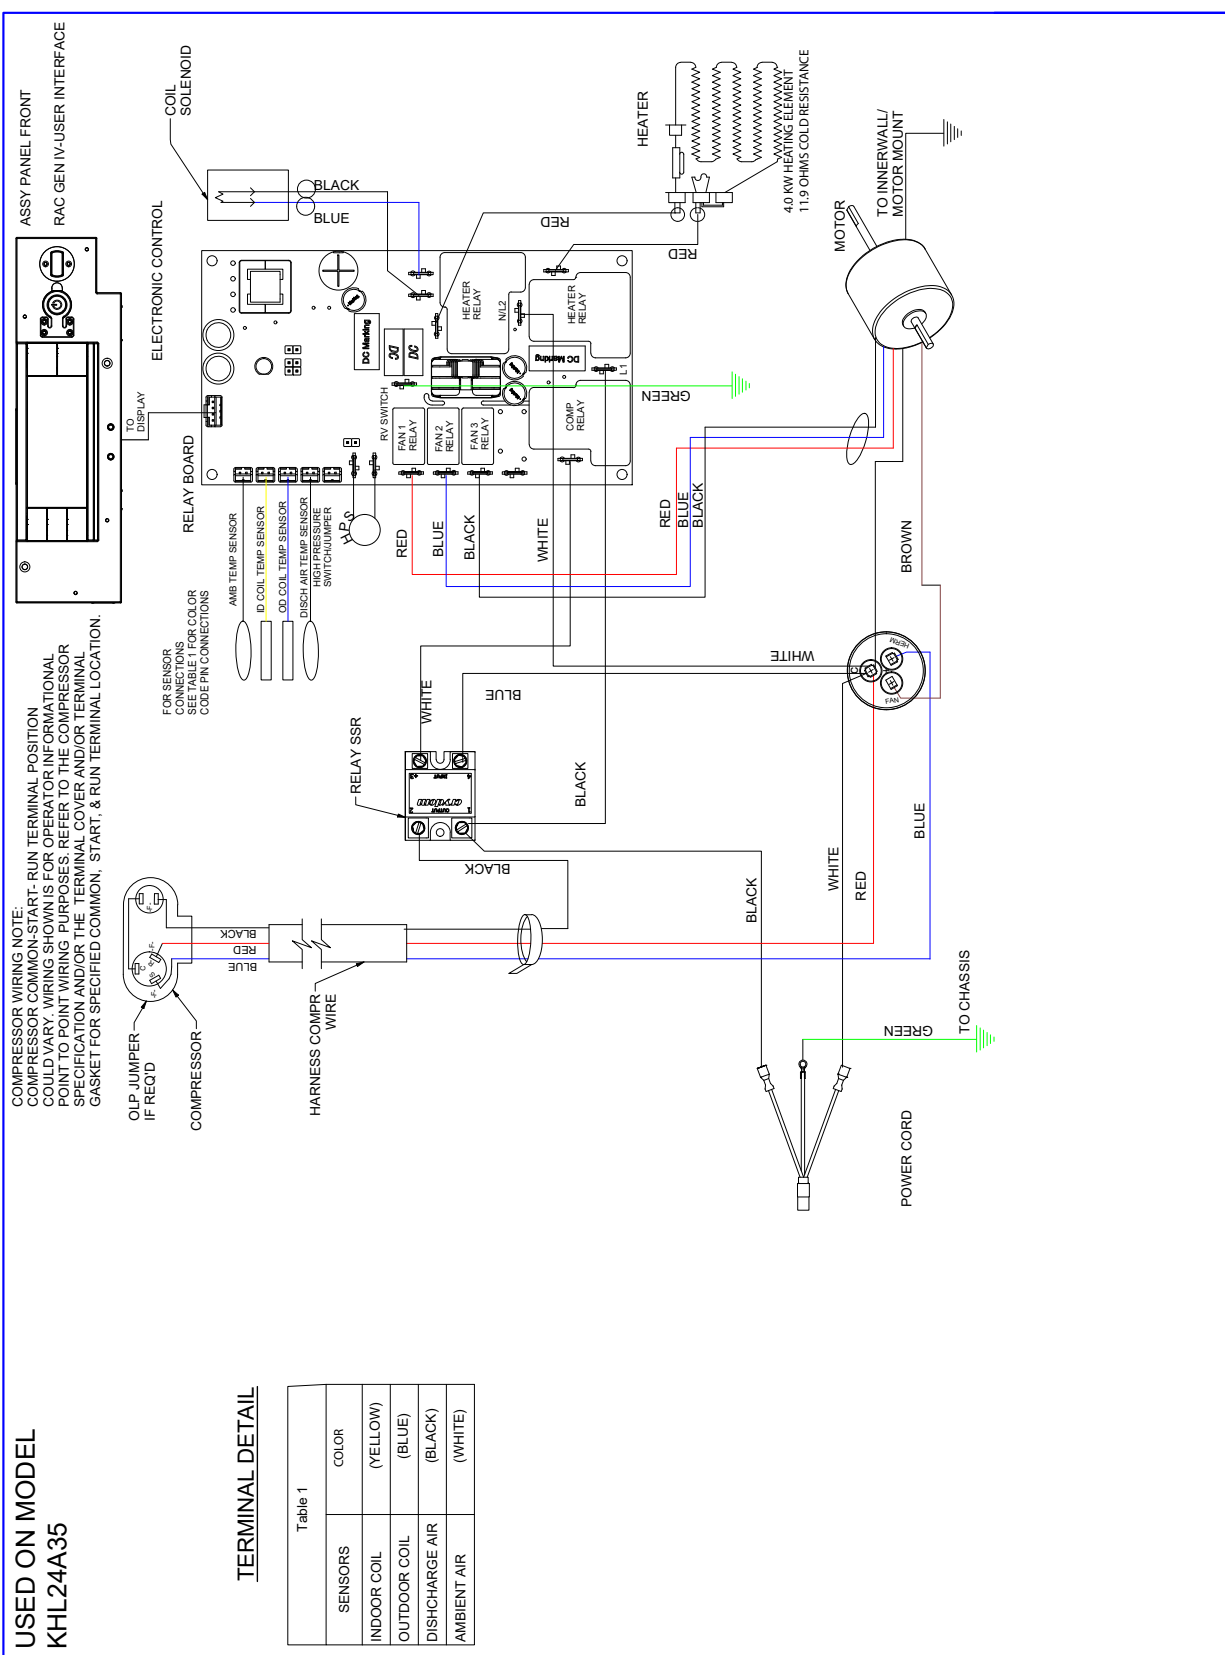 USED ON MODEL
KHL24A35
COMPRESSOR WIRING NOTE:
COMPRESSOR COMMON-START- RUN TERMINAL POSITION
COULD VARY. WIRING SHOWN IS FOR OPERATOR INFORMATIONAL
POINT TO POINT WIRING PURPOSES. REFER TO THE COMPRESSOR
SPECIFICATION AND/OR THE TERMINAL COVER AND/OR TERMINAL
GASKET FOR SPECIFIED COMMON, START, & RUN TERMINAL LOCATION.
ASSY PANEL FRONT
RAC GEN IV-USER INTERFACE
TO
DISPLAY
COIL
SOLENOID
BLACK
BLUE
ELECTRONIC CONTROL
RELAY BOARD
FOR SENSOR
CONNECTIONS
SEE TABLE 1 FOR COLOR
CODE PIN CONNECTIONS
AMB TEMP SENSOR
ID COIL TEMP SENSOR
OD COIL TEMP SENSOR
DISCH AIR TEMP SENSOR
HIGH PRESSURE
SWITCH/JUMPER
H.P.S
DC Marking
DC
DC
DC Marking
RV SWITCH
FAN 1
RELAY
FAN 2
RELAY
FAN 3
RELAY
HEATER
RELAY
N/L2
HEATER
RELAY
COMP
RELAY
L1
GREEN
RED
RED
HEATER
4.0 KW HEATING ELEMENT
11.9 OHMS COLD RESISTANCE
MOTOR
TO INNERWALL/
MOTOR MOUNT
RED
BLUE
BLACK
WHITE
RED
BLUE
BLACK
BROWN
WHITE
WHITE
BLUE
RELAY SSR
crydom
OUTPUT
INPUT
1
2
+3
4
BLACK
BLACK
C
HERM
FAN
OLP JUMPER
IF REQ'D
COMPRESSOR
C
S
R
-F-
-F-
-F-
BLACK
RED
BLUE
HARNESS COMPR
WIRE
BLACK
WHITE
RED
BLUE
GREEN
TO CHASSIS
POWER CORD
TERMINAL DETAIL
Table 1
SENSORS COLOR
INDOOR COIL (YELLOW)
OUTDOOR COIL (BLUE)
DISHCHARGE AIR (BLACK)
AMBIENT AIR (WHITE)